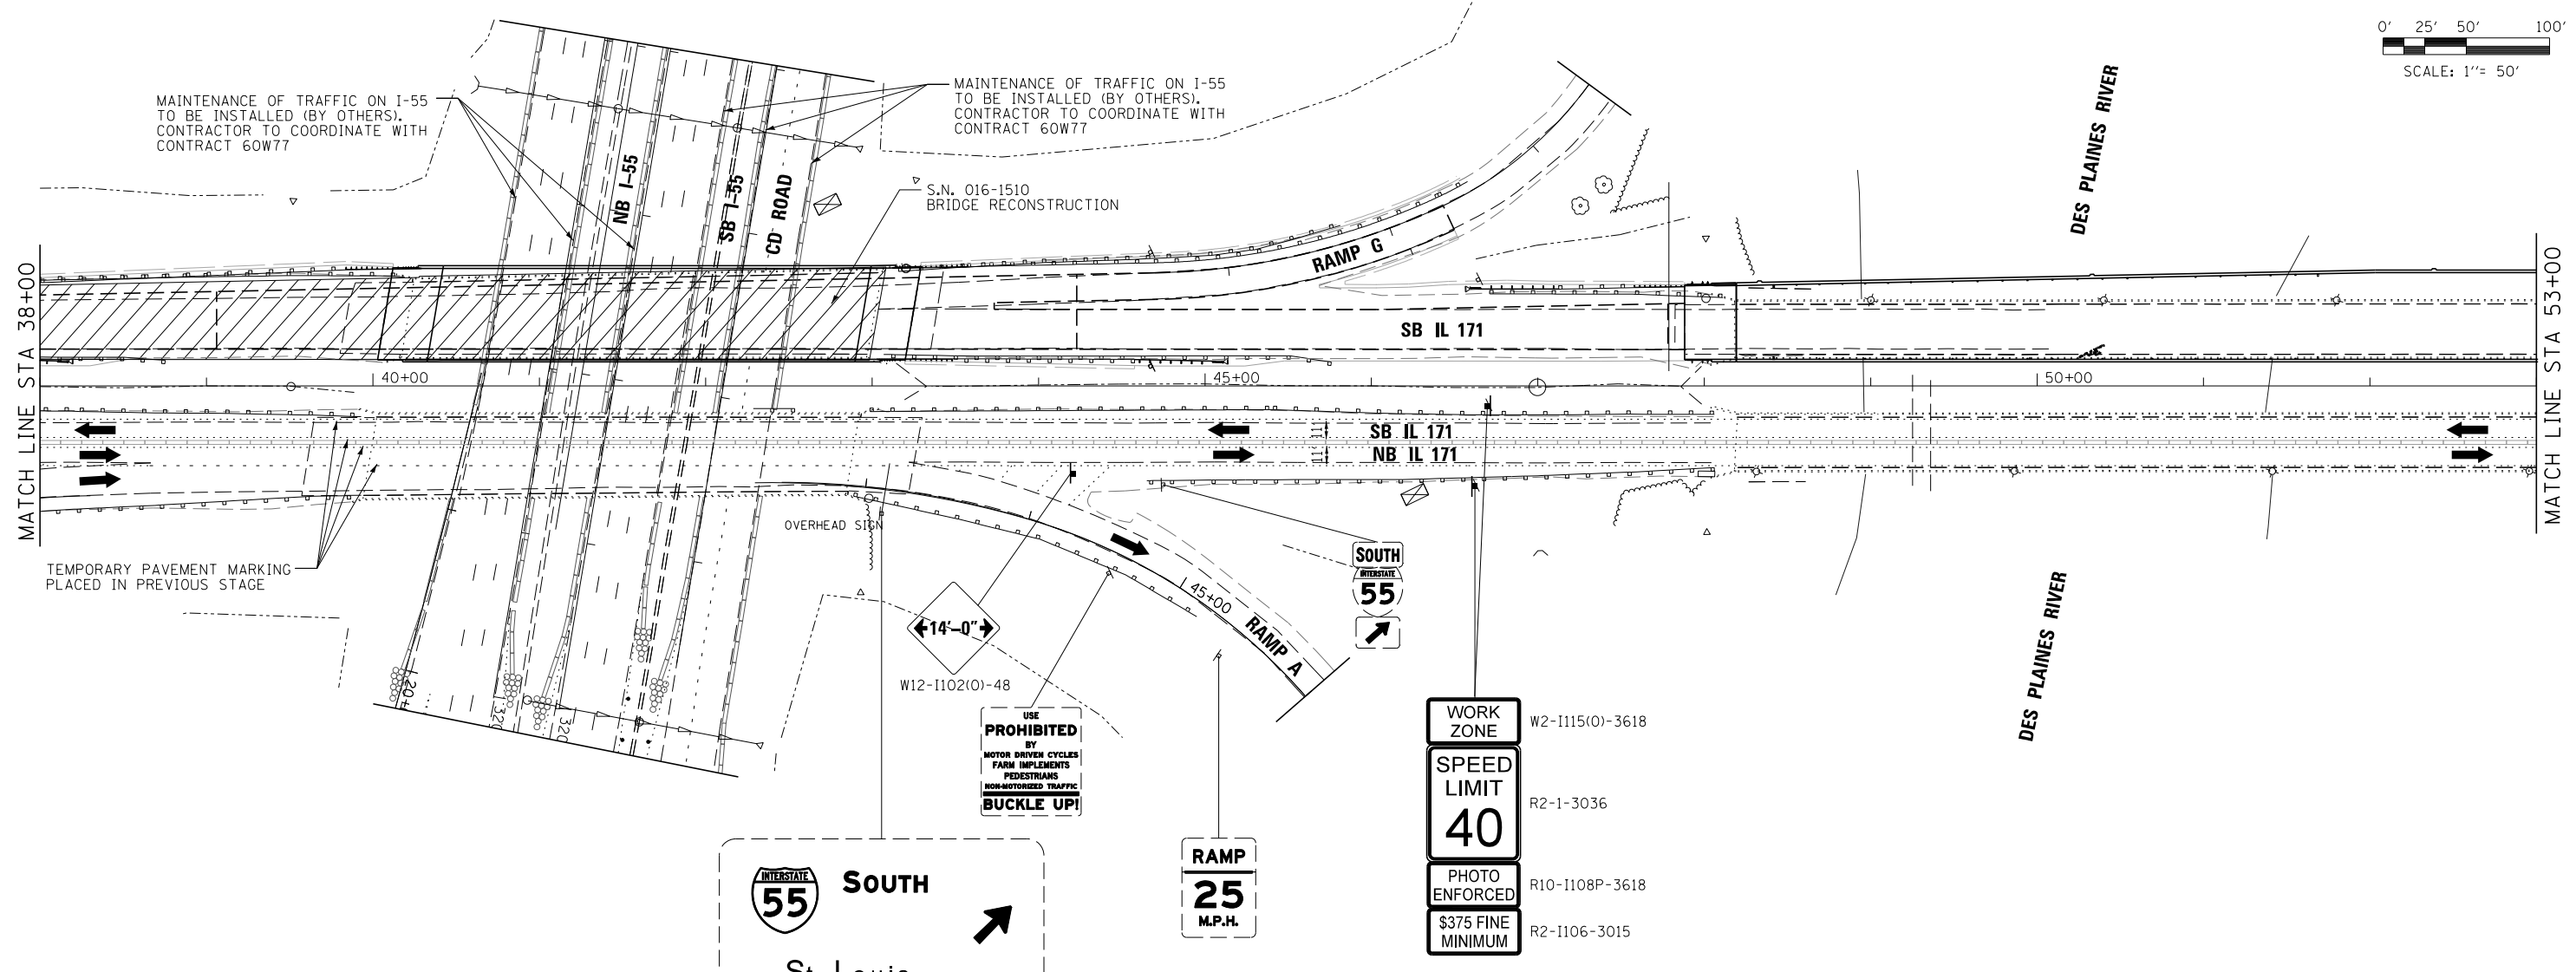 0' 25' 50' 100'
SCALE: 1"= 50'
MAINTENANCE OF TRAFFIC ON I-55
TO BE INSTALLED (BY OTHERS).
CONTRACTOR TO COORDINATE WITH
CONTRACT 60W77
MAINTENANCE OF TRAFFIC ON I-55
TO BE INSTALLED (BY OTHERS).
CONTRACTOR TO COORDINATE WITH
CONTRACT 60W77
NB I-55
SB I-55
CD ROAD
S.N. 016-1510
BRIDGE RECONSTRUCTION
RAMP G
DES PLAINES RIVER
MATCH LINE STA 38+00
MATCH LINE STA 53+00
SB IL 171
40+00
45+00
50+00
SB IL 171
NB IL 171
11'
11'
TEMPORARY PAVEMENT MARKING
PLACED IN PREVIOUS STAGE
OVERHEAD SIGN
45+00
RAMP A
320
320
14'-0"
W12-I102(O)-48
SOUTH
INTERSTATE
55
DES PLAINES RIVER
USE
PROHIBITED
BY
MOTOR DRIVEN CYCLES
FARM IMPLEMENTS
PEDESTRIANS
NON-MOTORIZED TRAFFIC
BUCKLE UP!
WORK
ZONE
W2-I115(O)-3618
SPEED
LIMIT
40
R2-1-3036
PHOTO
ENFORCED
R10-I108P-3618
$375 FINE
MINIMUM
R2-I106-3015
RAMP
25
M.P.H.
INTERSTATE
55
SOUTH
St. Louis